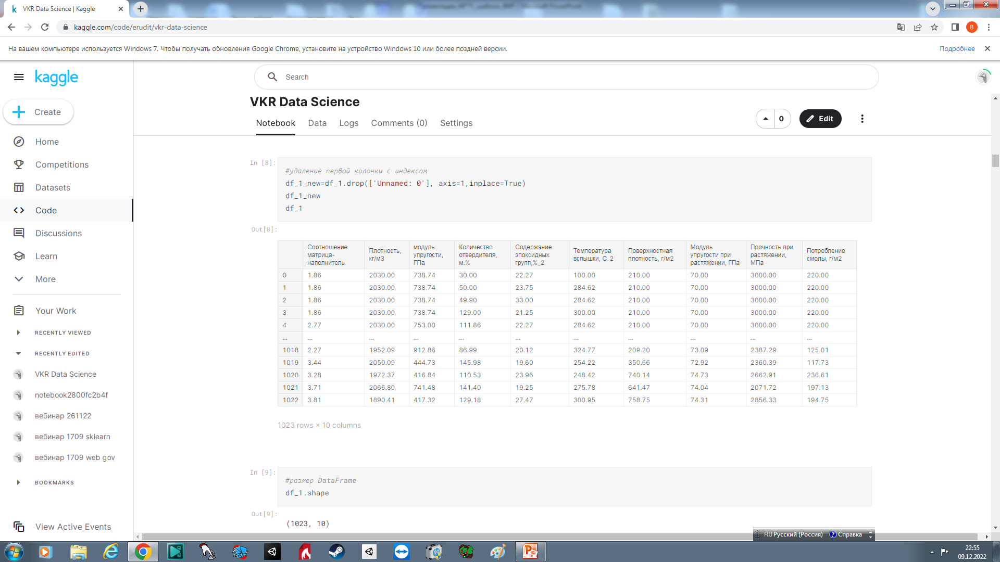 VKR Data Science | Kaggle
kaggle.com/code/erudit/vkr-data-science
B
На вашем компьютере используется Windows 7. Чтобы получать обновления Google Chrome, установите на устройство Windows 10 или более поздней версии.
Подробнее
kaggle
Search
VKR Data Science
Create
Notebook Data Logs Comments (0) Settings
0 Edit
Home
Competitions
Datasets
Code
Discussions
Learn
More
Your Work
RECENTLY VIEWED
RECENTLY EDITED
VKR Data Science
notebook2800fc2b4f
вебинар 261122
вебинар 1709 sklearn
вебинар 1709 web gov
BOOKMARKS
View Active Events
In [8]:
#удаление первой колонки с индексом
df_1_new=df_1.drop(['Unnamed: 0'], axis=1,inplace=True)
df_1_new
df_1
Out[8]:
Соотношение матрица-наполнитель Плотность, кг/м3 модуль упругости, ГПа Количество отвердителя, м.% Содержание эпоксидных групп,%_2 Температура вспышки, С_2 Поверхностная плотность, г/м2 Модуль упругости при растяжении, ГПа Прочность при растяжении, МПа Потребление смолы, г/м2
0 1.86 2030.00 738.74 30.00 22.27 100.00 210.00 70.00 3000.00 220.00
1 1.86 2030.00 738.74 50.00 23.75 284.62 210.00 70.00 3000.00 220.00
2 1.86 2030.00 738.74 49.90 33.00 284.62 210.00 70.00 3000.00 220.00
3 1.86 2030.00 738.74 129.00 21.25 300.00 210.00 70.00 3000.00 220.00
4 2.77 2030.00 753.00 111.86 22.27 284.62 210.00 70.00 3000.00 220.00
... ... ... ... ... ... ... ... ... ... ...
1018 2.27 1952.09 912.86 86.99 20.12 324.77 209.20 73.09 2387.29 125.01
1019 3.44 2050.09 444.73 145.98 19.60 254.22 350.66 72.92 2360.39 117.73
1020 3.28 1972.37 416.84 110.53 23.96 248.42 740.14 74.73 2662.91 236.61
1021 3.71 2066.80 741.48 141.40 19.25 275.78 641.47 74.04 2071.72 197.13
1022 3.81 1890.41 417.32 129.18 27.47 300.95 758.75 74.31 2856.33 194.75
1023 rows × 10 columns
In [9]:
#размер DataFrame
df_1.shape
Out[9]:
(1023, 10)
RU Русский (Россия) Справка
22:55
09.12.2022